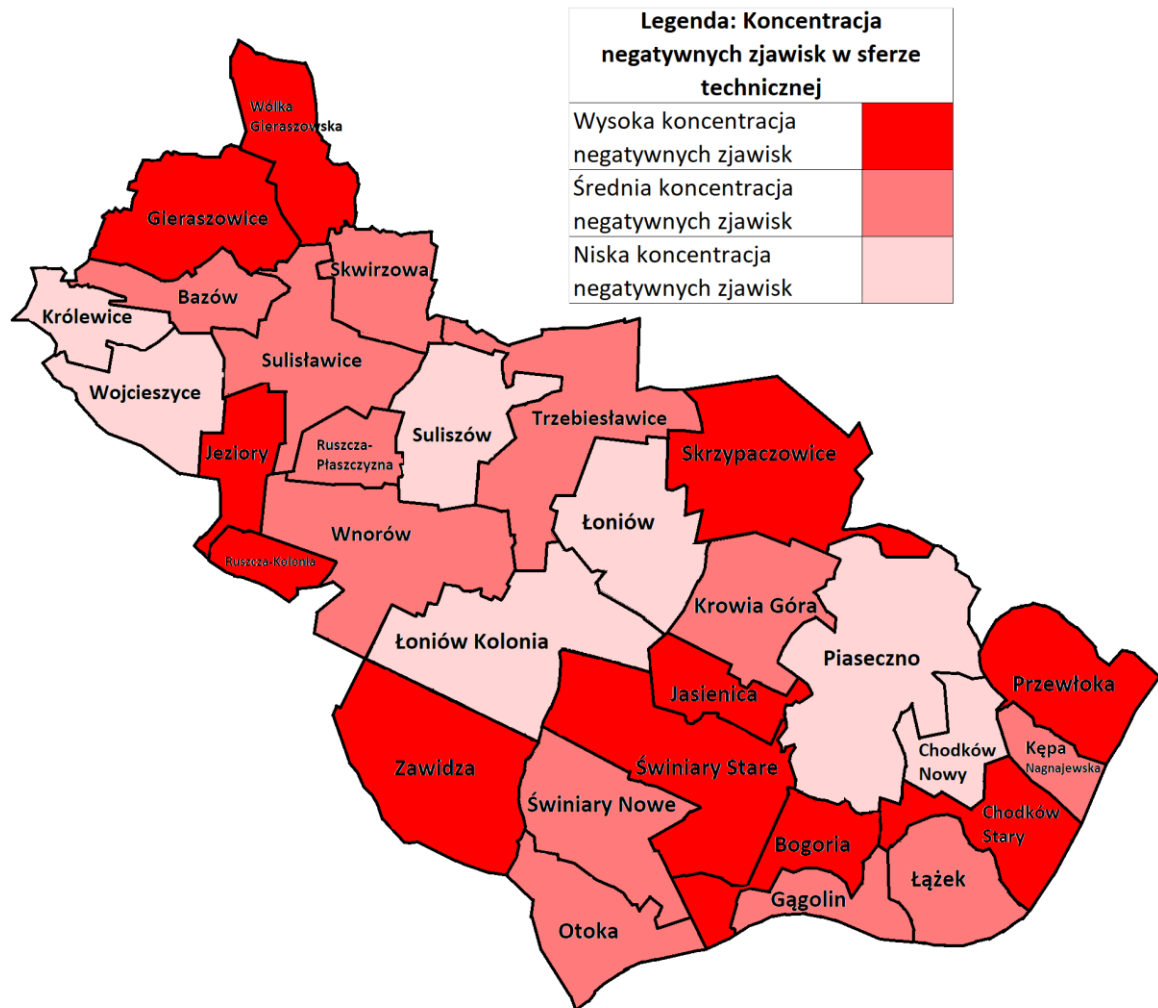 Legenda: Koncentracja
negatywnych zjawisk w sferze
technicznej
Wysoka koncentracja
negatywnych zjawisk
Średnia koncentracja
negatywnych zjawisk
Niska koncentracja
negatywnych zjawisk
Wólka
Gieraszowska
Gieraszowice
Skwirzowa
Bazów
Królewice
Sulisławice
Wojcieszyce
Trzebiesławice
Suliszów
Ruszcza-
Płaszczyzna
Jeziory
Skrzypaczowice
Łoniów
Wnorów
Ruszcza-Kolonia
Krowia Góra
Łoniów Kolonia
Piaseczno
Przewłoka
Jasienica
Kępa
Nagnajewska
Chodków
Nowy
Zawidza
Świniary Stare
Świniary Nowe
Chodków
Stary
Bogoria
Łążek
Gągolin
Otoka